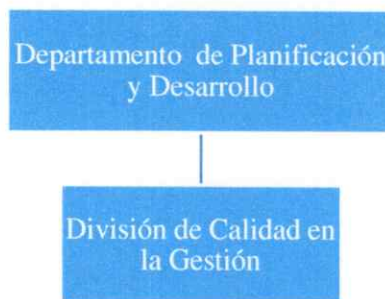 Departamento de Planificación
y Desarrollo
División de Calidad en
la Gestión